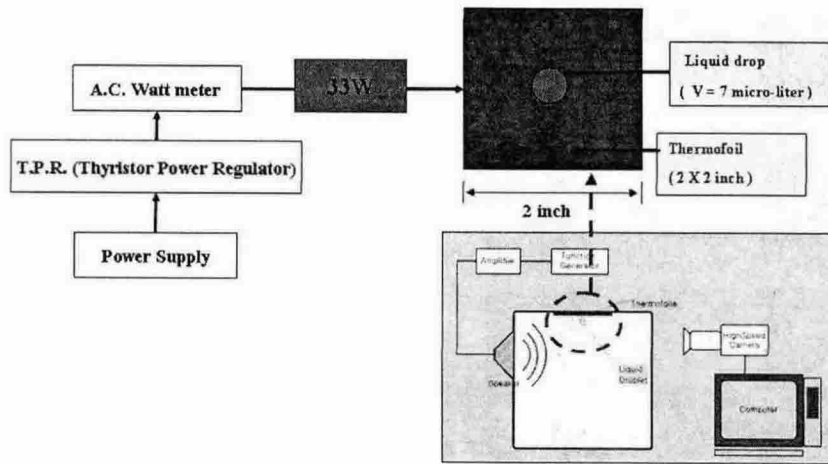 A.C. Watt meter
33W
Liquid drop
( V = 7 micro-liter )
T.P.R. (Thyristor Power Regulator)
Thermofoil
( 2 X 2 inch )
Power Supply
2 inch
Amplifier
Function
Generator
Thermofoil
Speaker
Liquid
Droplet
High Speed
Camera
Computer